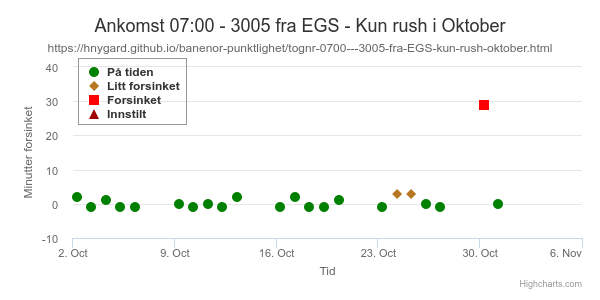 Ankomst 07:00 - 3005 fra EGS - Kun rush i Oktober
https://hnygard.github.io/banenor-punktlighet/tognr-0700---3005-fra-EGS-kun-rush-oktober.html
På tiden
Litt forsinket
Forsinket
Innstilt
Minutter forsinket
40
30
20
10
0
-10
2. Oct
9. Oct
16. Oct
23. Oct
30. Oct
6. Nov
Tid
Highcharts.com